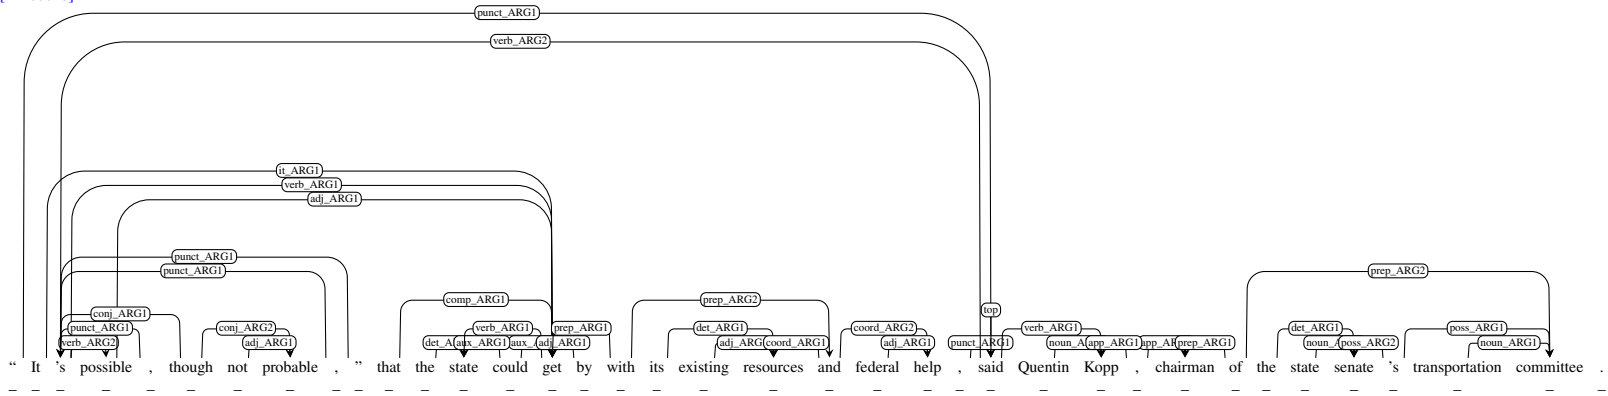 punct_ARG1
verb_ARG2
it_ARG1
verb_ARG1
adj_ARG1
punct_ARG1
punct_ARG1 prep_ARG2
comp_ARG1 prep_ARG2
top
conj_ARG1
punct_ARG1 conj_ARG2 verb_ARG1 prep_ARG1 det_ARG1 coord_ARG2 verb_ARG1 det_ARG1 poss_ARG1
verb_ARG2 adj_ARG1 aux_ARG1 adj_ARG1 coord_ARG1 adj_ARG1 punct_ARG1 app_ARG1 prep_ARG1 poss_ARG2 noun_ARG1
“ It ’s possible , though not probable , ” that the state could get by with its existing resources and federal help , said Quentin Kopp , chairman of the state senate ’s transportation committee .
_ _ _ _ _ _ _ _ _ _ _ _ _ _ _ _ _ _ _ _ _ _ _ _ _ _ _ _ _ _ _ _ _ _ _ _ _ _